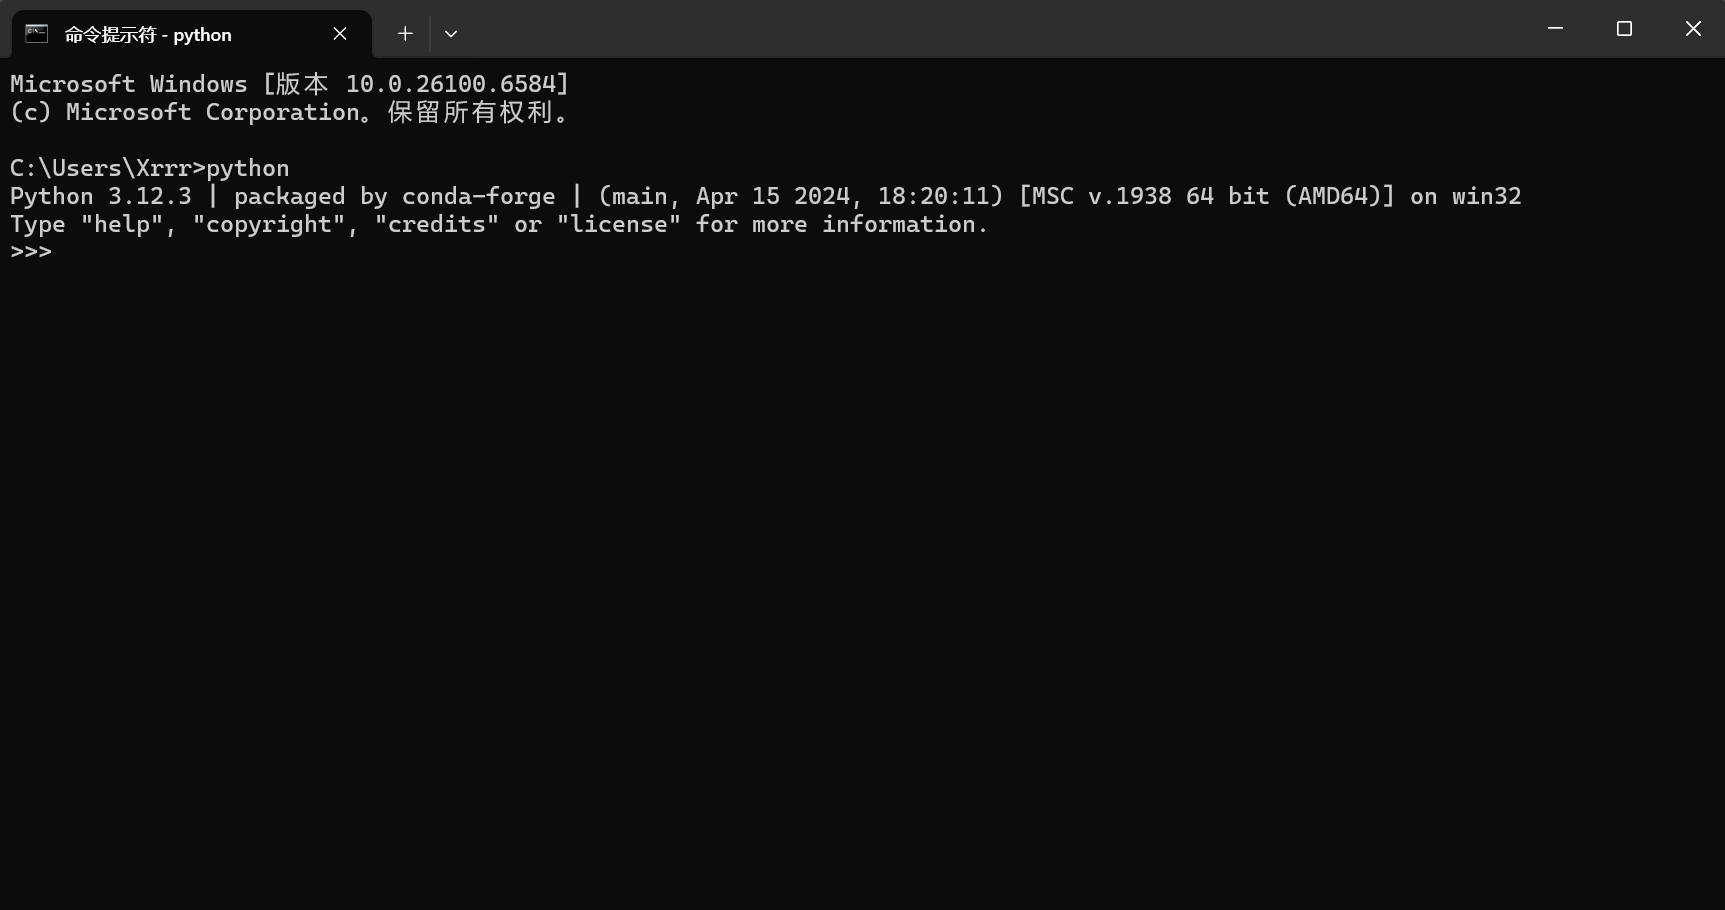 命令提示符 - python
Microsoft Windows [版本 10.0.26100.6584]
(c) Microsoft Corporation。保留所有权利。
C:\Users\Xrrr>python
Python 3.12.3 | packaged by conda-forge | (main, Apr 15 2024, 18:20:11) [MSC v.1938 64 bit (AMD64)] on win32
Type "help", "copyright", "credits" or "license" for more information.
>>>